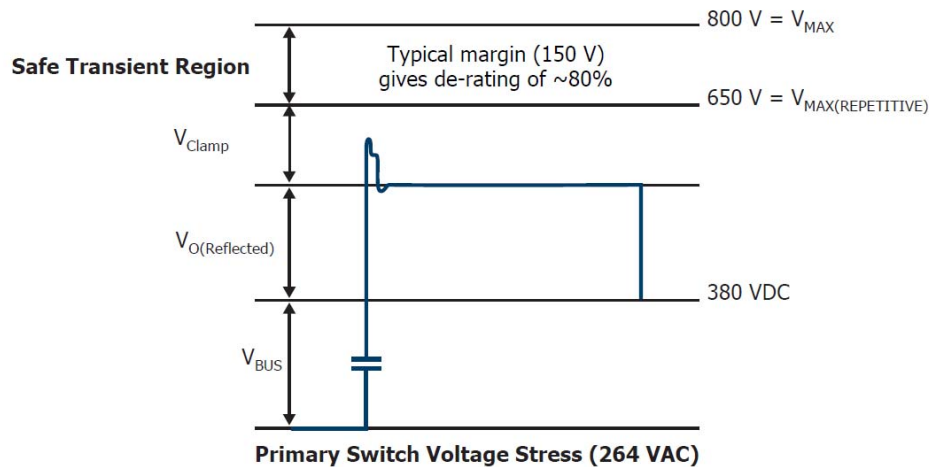 800 V = VMAX
Safe Transient Region
Typical margin (150 V)
gives de-rating of ~80%
650 V = VMAX(REPETITIVE)
VClamp
VO(Reflected)
380 VDC
VBUS
Primary Switch Voltage Stress (264 VAC)